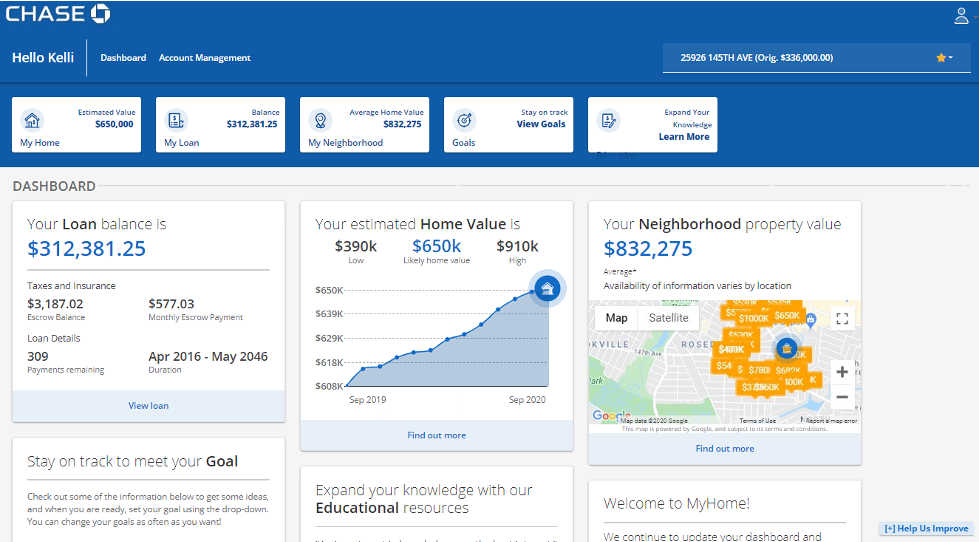 CHASE
Hello Kelli
Dashboard
Account Management
25926 145TH AVE (Orig. $336,000.00)
Estimated Value
$650,000
My Home
Balance
$312,381.25
My Loan
Average Home Value
$832,275
My Neighborhood
Stay on track
View Goals
Goals
Expand Your
Knowledge
Learn More
DASHBOARD
Your Loan balance is
$312,381.25
Taxes and Insurance
$3,187.02
$577.03
Escrow Balance
Monthly Escrow Payment
Loan Details
309
Apr 2016 - May 2046
Payments remaining
Duration
View loan
Your estimated Home Value is
$390k
$650k
$910k
Low
Likely home value
High
$650K
$639K
$629K
$618K
$608K
Sep 2019
Sep 2020
Find out more
Your Neighborhood property value
$832,275
Average*
Availability of information varies by location
Map
Satellite
$1000K
$650K
147th Ave
Park
Google
Map data ©2020 Google
Terms of Use
Report a map error
This map is powered by Google, and subject to its terms and conditions.
Find out more
Stay on track to meet your Goal
Check out some of the information below to get some ideas,
and when you are ready, set your goal using the drop-down.
You can change your goals as often as you want!
Expand your knowledge with our
Educational resources
Welcome to MyHome!
We continue to update your dashboard and
[+] Help Us Improve